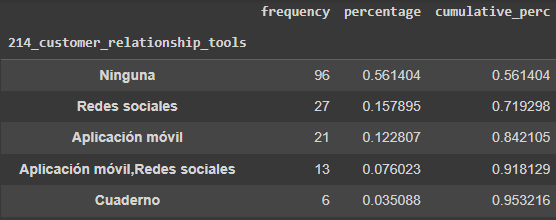 frequency percentage cumulative_perc
214_customer_relationship_tools
Ninguna 96 0.561404 0.561404
Redes sociales 27 0.157895 0.719298
Aplicación móvil 21 0.122807 0.842105
Aplicación móvil,Redes sociales 13 0.076023 0.918129
Cuaderno 6 0.035088 0.953216